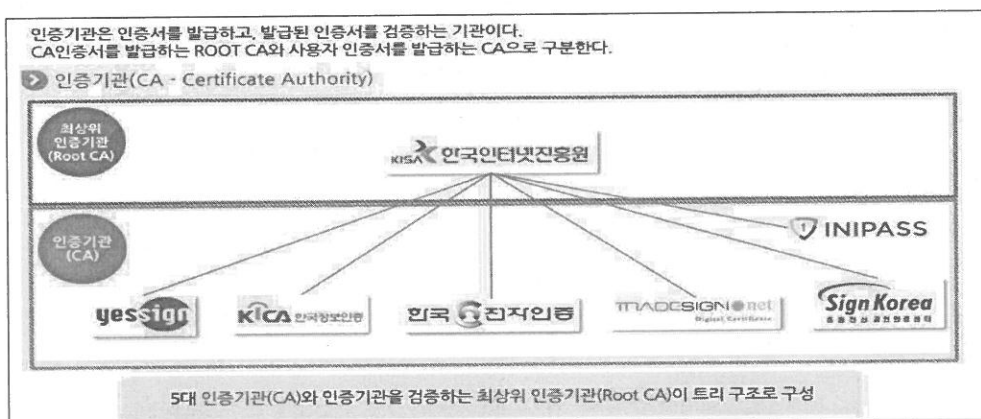 인증기관은 인증서를 발급하고, 발급된 인증서를 검증하는 기관이다.
CA인증서를 발급하는 ROOT CA와 사용자 인증서를 발급하는 CA으로 구분한다.
인증기관(CA - Certificate Authority)
최상위
인증기관
(Root CA)
KISA 한국인터넷진흥원
인증기관
(CA)
1 INIPASS
yessign
KICA 한국정보인증
한국전자인증
TRADESIGN net
Digital Certificate
Sign Korea
5대 인증기관(CA)와 인증기관을 검증하는 최상위 인증기관(Root CA)이 트리 구조로 구성